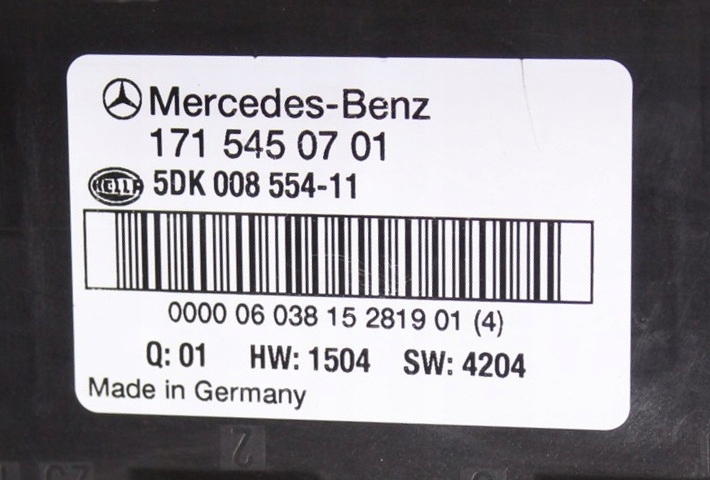 Mercedes-Benz
171 545 07 01
HELLA 5DK 008 554-11
0000 06 038 15 2819 01 (4)
Q: 01 HW: 1504 SW: 4204
Made in Germany
2